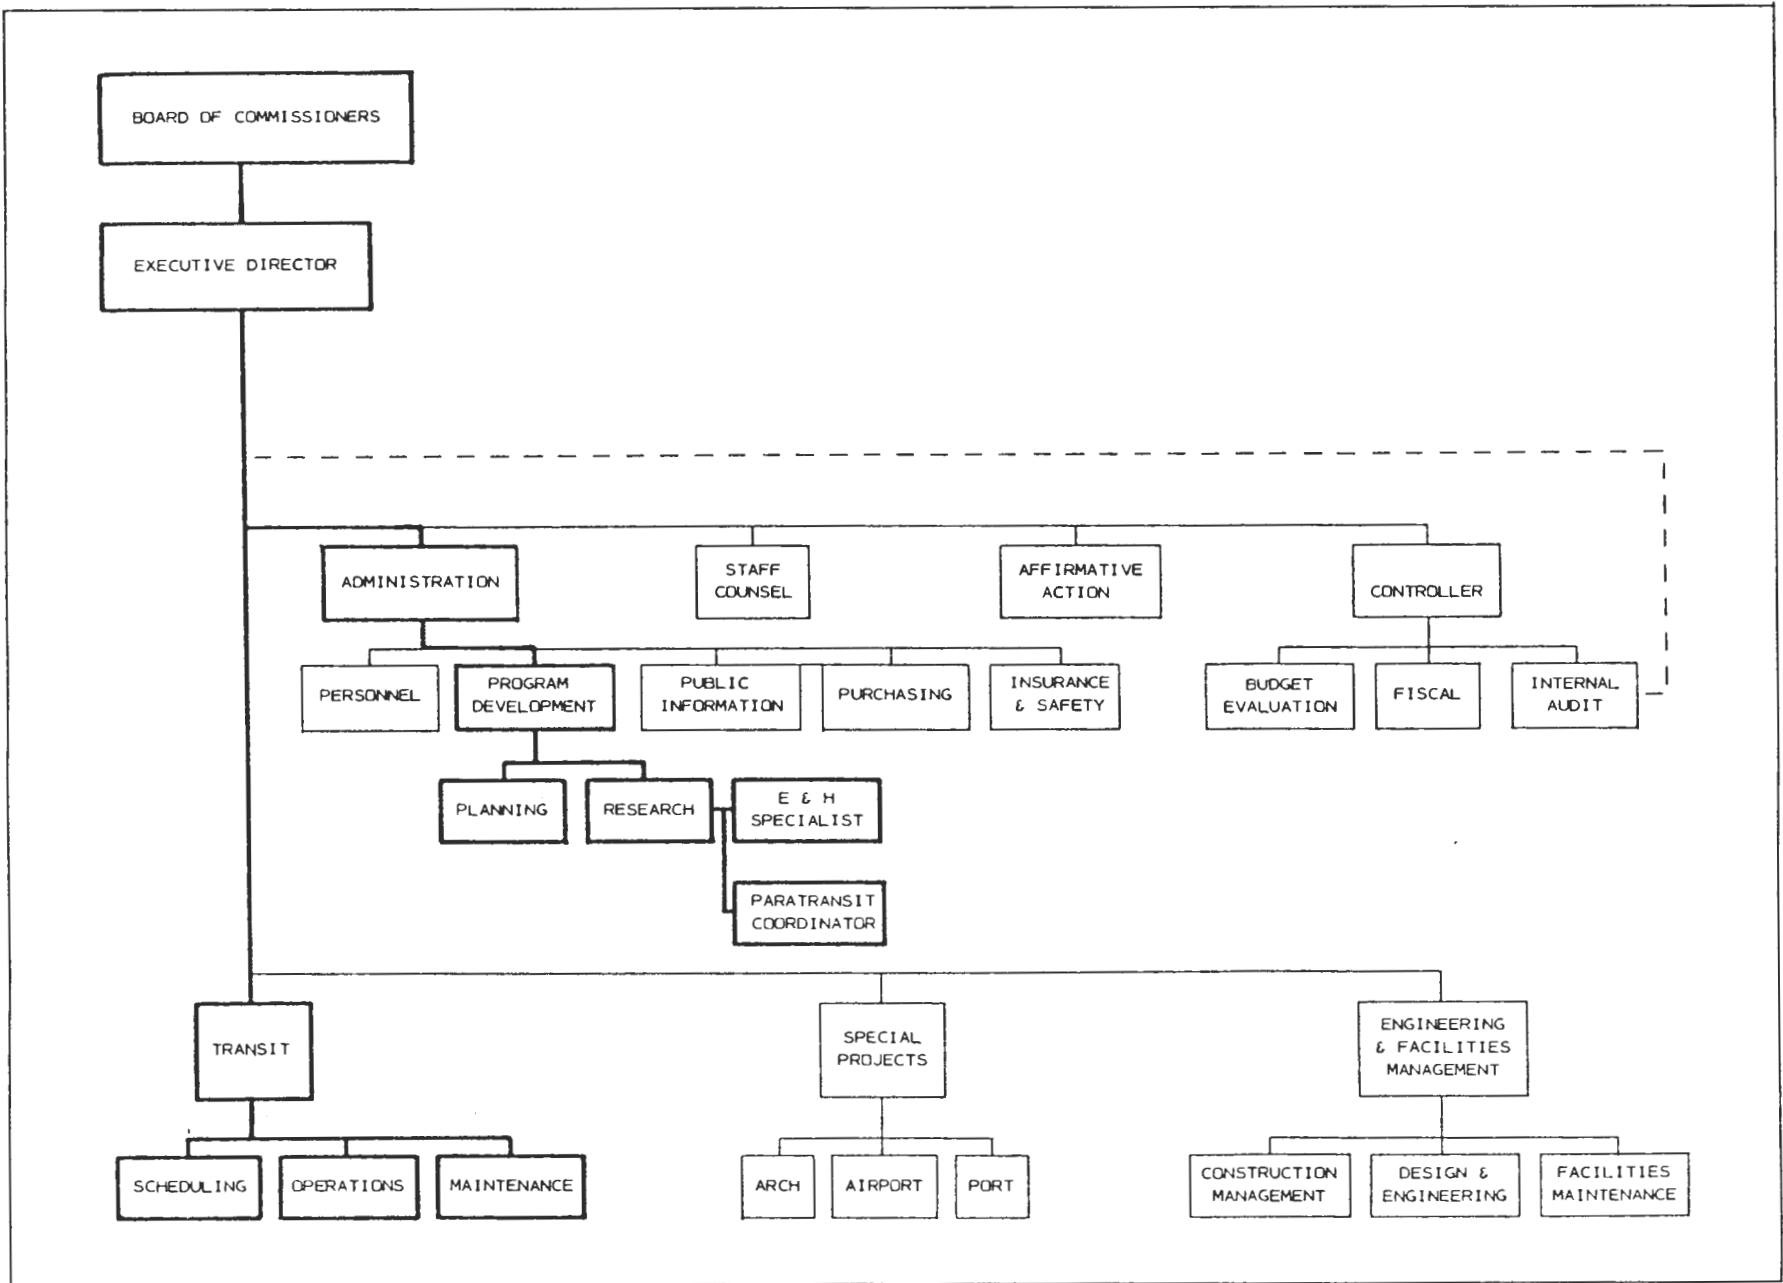 BOARD OF COMMISSIONERS
EXECUTIVE DIRECTOR
ADMINISTRATION
STAFF
COUNSEL
AFFIRMATIVE
ACTION
CONTROLLER
PERSONNEL
PROGRAM
DEVELOPMENT
PUBLIC
INFORMATION
PURCHASING
INSURANCE
& SAFETY
BUDGET
EVALUATION
FISCAL
INTERNAL
AUDIT
PLANNING
RESEARCH
E & H
SPECIALIST
PARATRANSIT
COORDINATOR
TRANSIT
SPECIAL
PROJECTS
ENGINEERING
& FACILITIES
MANAGEMENT
SCHEDULING
OPERATIONS
MAINTENANCE
ARCH
AIRPORT
PORT
CONSTRUCTION
MANAGEMENT
DESIGN &
ENGINEERING
FACILITIES
MAINTENANCE